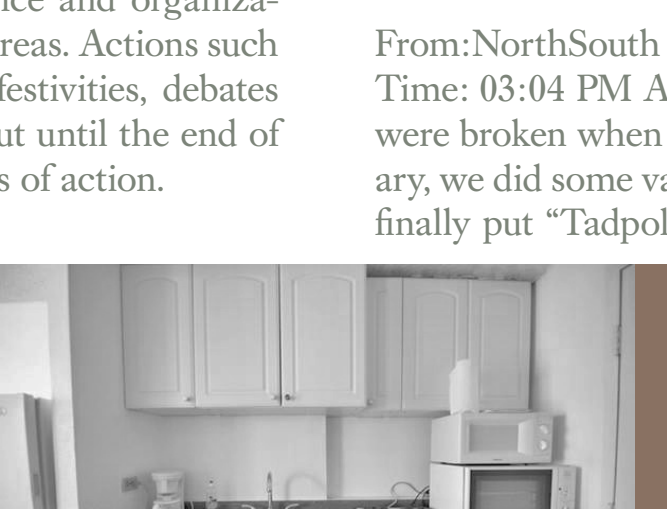 ice and organiza-
reas. Actions such
festivities, debates
ut until the end of
s of action.
From:NorthSouth
Time: 03:04 PM A
were broken when
ary, we did some va
finally put “Tadpol